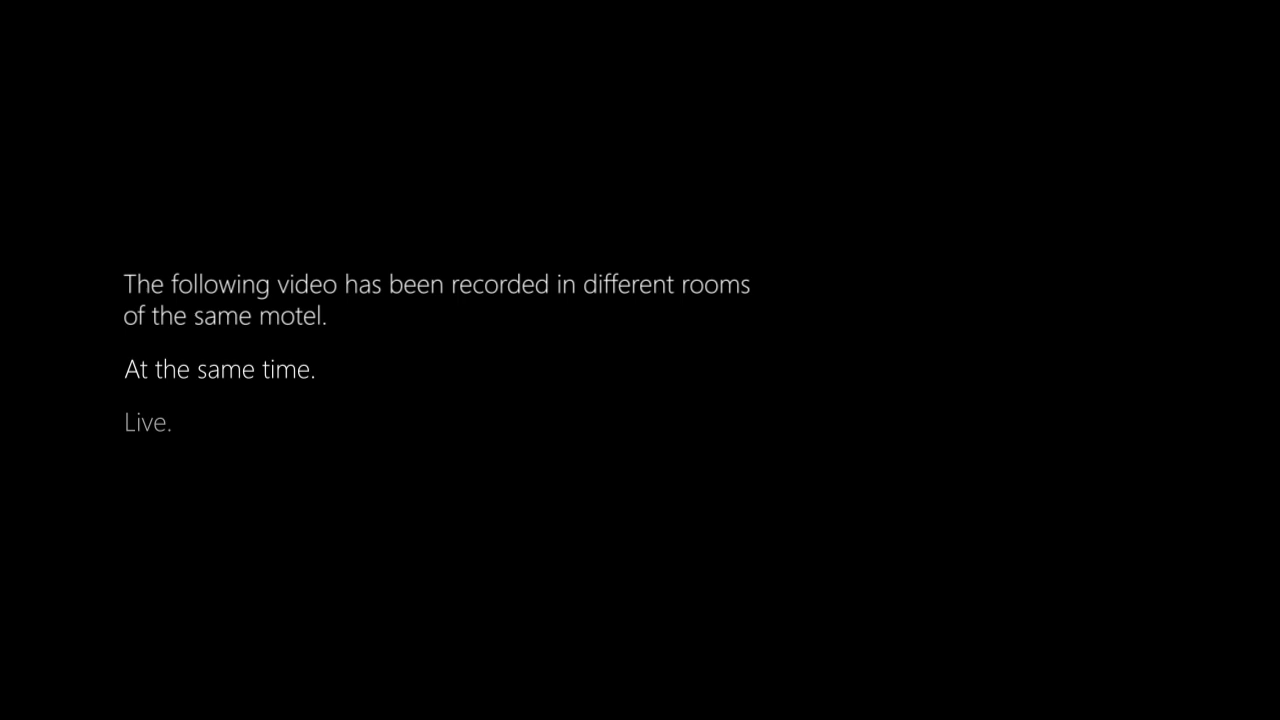 The following video has been recorded in different rooms
of the same motel.
At the same time.
Live.